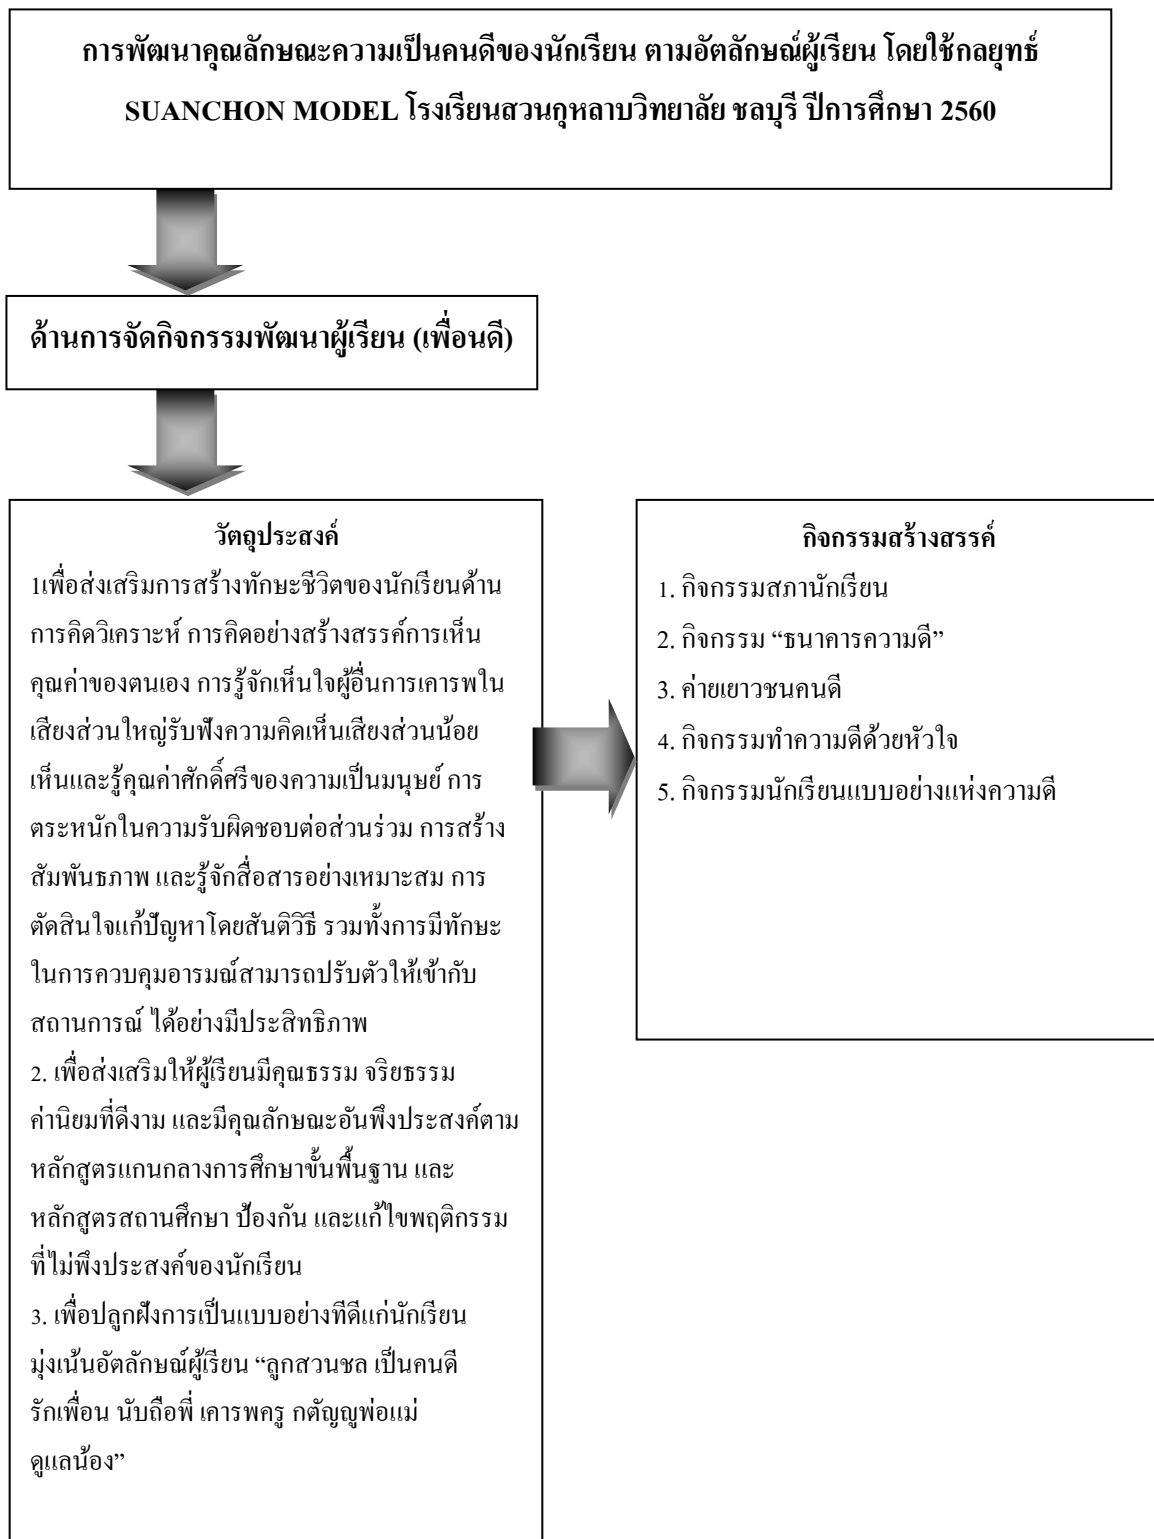 การพัฒนาคุณลักษณะความเป็นคนดีของนักเรียน ตามอัตลักษณ์ผู้เรียน โดยใช้กลยุทธ์
SUANCHON MODEL โรงเรียนสวนกุหลาบวิทยาลัย ชลบุรี ปีการศึกษา 2560
ด้านการจัดกิจกรรมพัฒนาผู้เรียน (เพื่อนดี)
วัตถุประสงค์
1เพื่อส่งเสริมการสร้างทักษะชีวิตของนักเรียนด้าน
การคิดวิเคราะห์ การคิดอย่างสร้างสรรค์การเห็น
คุณค่าของตนเอง การรู้จักเห็นใจผู้อื่นการเคารพใน
เสียงส่วนใหญ่รับฟังความคิดเห็นเสียงส่วนน้อย
เห็นและรู้คุณค่าศักดิ์ศรีของความเป็นมนุษย์ การ
ตระหนักในความรับผิดชอบต่อส่วนร่วม การสร้าง
สัมพันธภาพ และรู้จักสื่อสารอย่างเหมาะสม การ
ตัดสินใจแก้ปัญหาโดยสันติวิธี รวมทั้งการมีทักษะ
ในการควบคุมอารมณ์สามารถปรับตัวให้เข้ากับ
สถานการณ์ ได้อย่างมีประสิทธิภาพ
2. เพื่อส่งเสริมให้ผู้เรียนมีคุณธรรม จริยธรรม
ค่านิยมที่ดีงาม และมีคุณลักษณะอันพึงประสงค์ตาม
หลักสูตรแกนกลางการศึกษาขั้นพื้นฐาน และ
หลักสูตรสถานศึกษา ป้องกัน และแก้ไขพฤติกรรม
ที่ไม่พึงประสงค์ของนักเรียน
3. เพื่อปลูกฝังการเป็นแบบอย่างทีดีแก่นักเรียน
มุ่งเน้นอัตลักษณ์ผู้เรียน “ลูกสวนชล เป็นคนดี
รักเพื่อน นับถือพี่ เคารพครู กตัญญูพ่อแม่
ดูแลน้อง”
กิจกรรมสร้างสรรค์
1. กิจกรรมสภานักเรียน
2. กิจกรรม “ธนาคารความดี”
3. ค่ายเยาวชนคนดี
4. กิจกรรมทำความดีด้วยหัวใจ
5. กิจกรรมนักเรียนแบบอย่างแห่งความดี